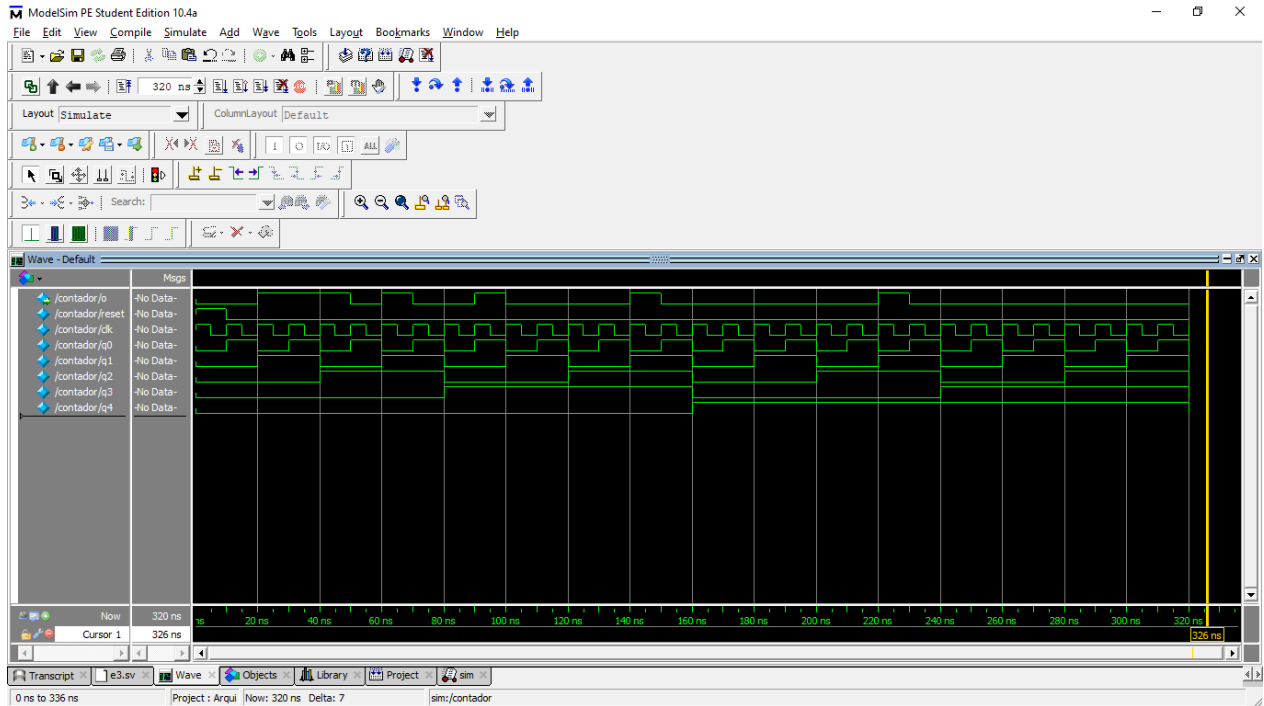 ModelSim PE Student Edition 10.4a
File Edit View Compile Simulate Add Wave Tools Layout Bookmarks Window Help
320 ns
Layout Simulate ColumnLayout Default
1 0 I/O ALL
Search:
Wave - Default
Msgs
/contador/o -No Data-
/contador/reset -No Data-
/contador/clk -No Data-
/contador/q0 -No Data-
/contador/q1 -No Data-
/contador/q2 -No Data-
/contador/q3 -No Data-
/contador/q4 -No Data-
Now 320 ns ns 20 ns 40 ns 60 ns 80 ns 100 ns 120 ns 140 ns 160 ns 180 ns 200 ns 220 ns 240 ns 260 ns 280 ns 300 ns 320 ns
Cursor 1 326 ns 326 ns
Transcript e3.sv Wave Objects Library Project sim
0 ns to 336 ns Project : Arqui Now: 320 ns Delta: 7 sim:/contador